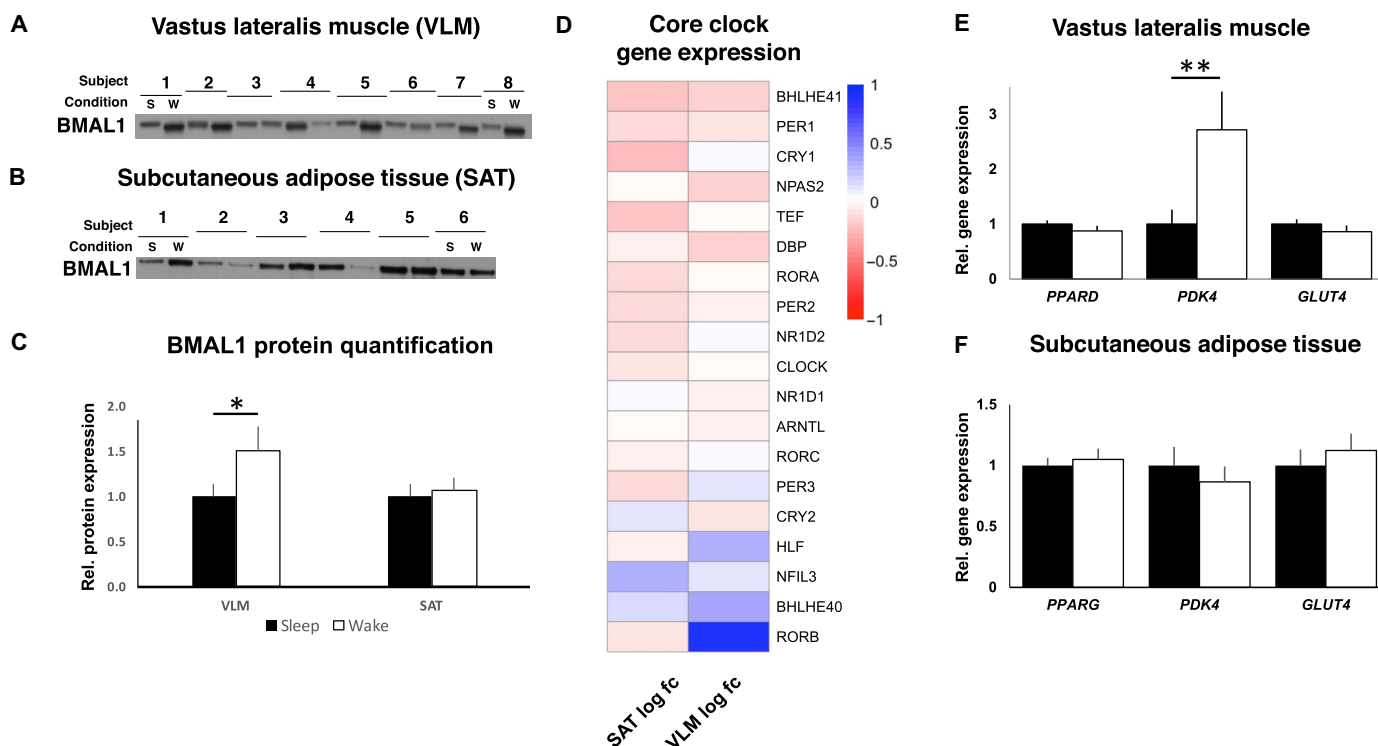 A
Vastus lateralis muscle (VLM)
Subject 1 2 3 4 5 6 7 8
Condition S W S W
BMAL1
B
Subcutaneous adipose tissue (SAT)
Subject 1 2 3 4 5 6
Condition S W S W
BMAL1
C
BMAL1 protein quantification
Rel. protein expression
2.0
1.5
1.0
0.5
0.0
VLM SAT
Sleep Wake
*
D
Core clock
gene expression
BHLHE41
PER1
CRY1
NPAS2
TEF
DBP
RORA
PER2
NR1D2
CLOCK
NR1D1
ARNTL
RORC
PER3
CRY2
HLF
NFIL3
BHLHE40
RORB
SAT log fc
VLM log fc
1
0.5
0
−0.5
−1
E
Vastus lateralis muscle
**
Rel. gene expression
3
2
1
0
PPARD PDK4 GLUT4
F
Subcutaneous adipose tissue
Rel. gene expression
1.5
1
0.5
0
PPARG PDK4 GLUT4